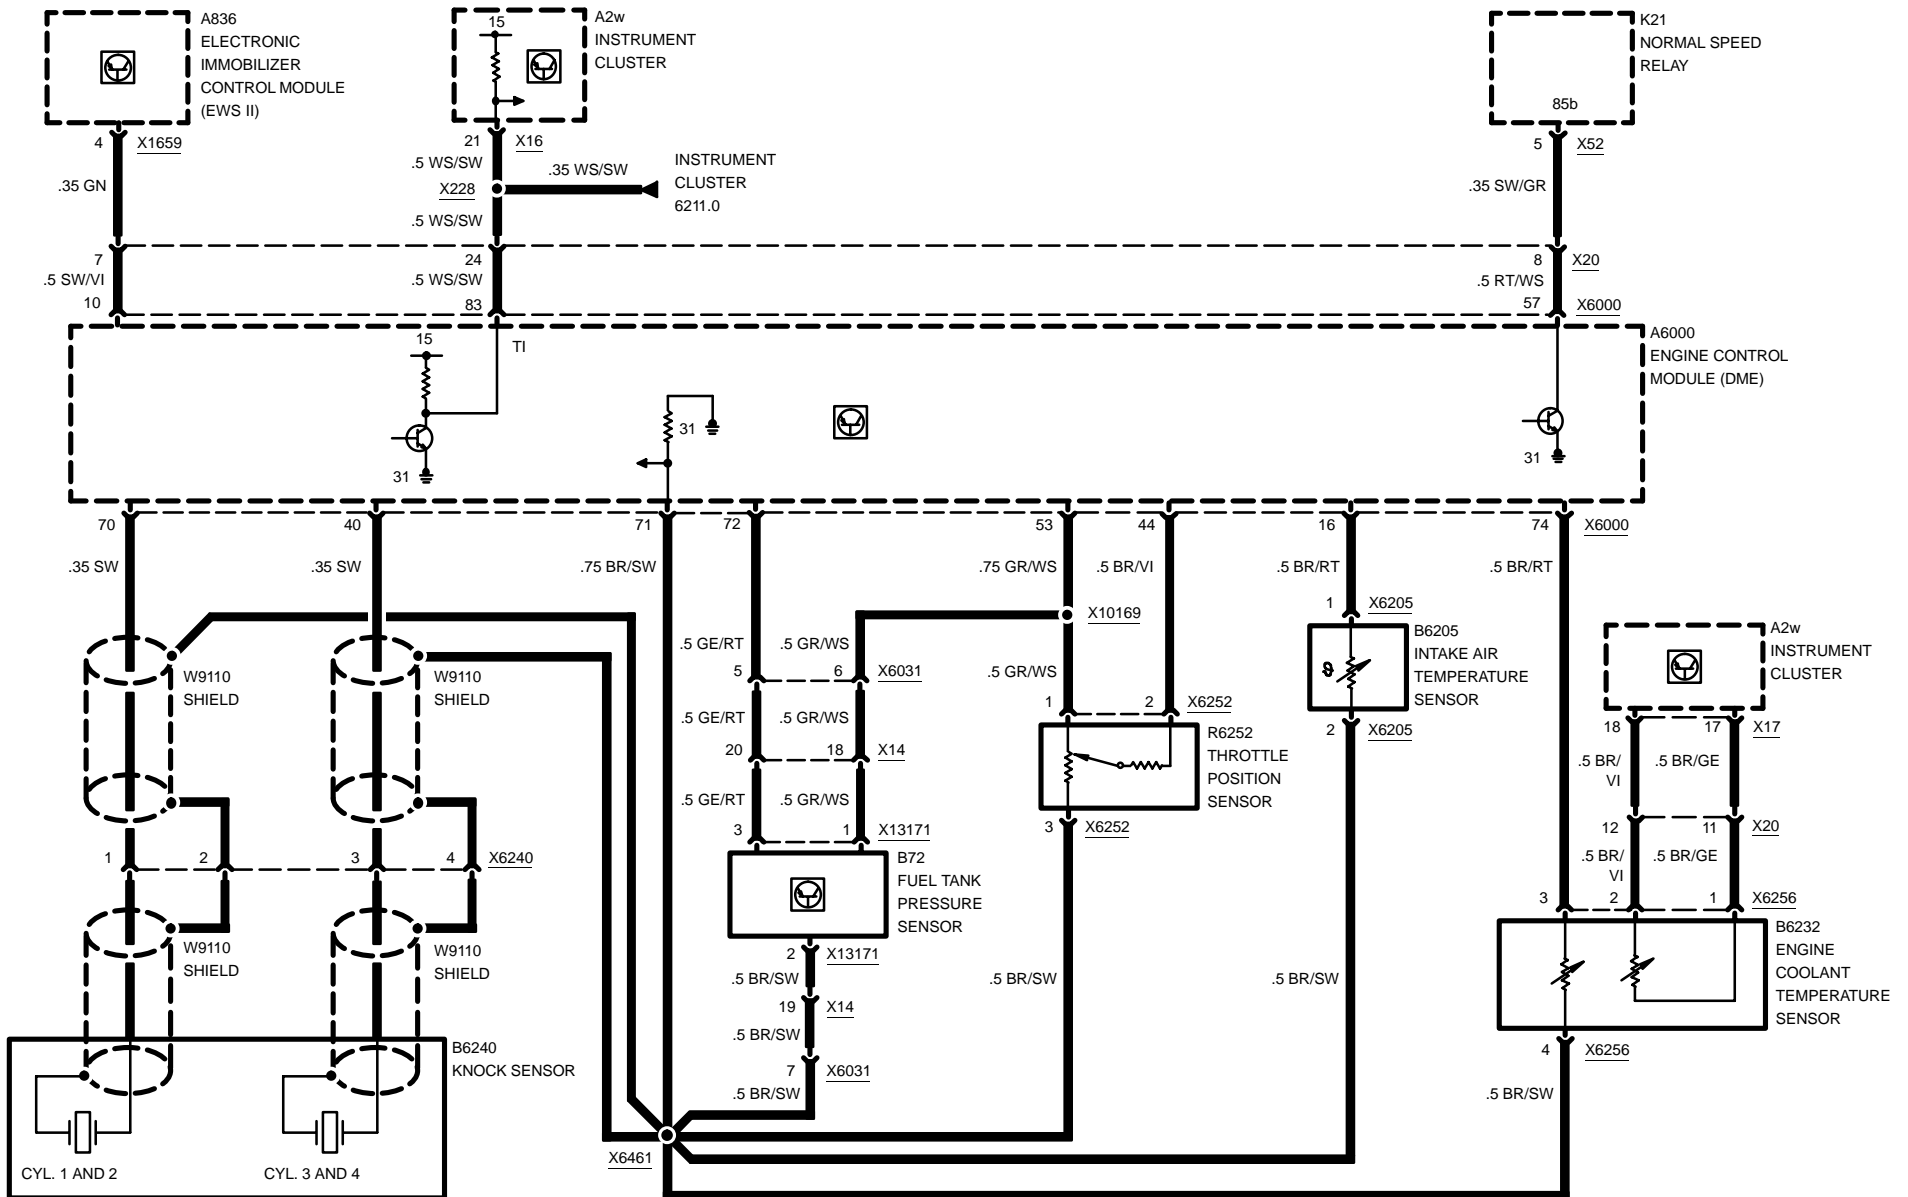 A836
ELECTRONIC
IMMOBILIZER
CONTROL MODULE
(EWS II)
15
A2w
INSTRUMENT
CLUSTER
K21
NORMAL SPEED
RELAY
85b
4 X1659
21 X16
5 X52
.35 GN
.5 WS/SW
.35 WS/SW
X228
INSTRUMENT
CLUSTER
6211.0
.5 WS/SW
.35 SW/GR
7
24
8 X20
.5 SW/VI
.5 WS/SW
.5 RT/WS
10
83
57 X6000
15
TI
A6000
ENGINE CONTROL
MODULE (DME)
31
31
31
70 40 71 72 53 44 16 74 X6000
.35 SW
.35 SW
.75 BR/SW
.75 GR/WS
.5 BR/VI
.5 BR/RT
.5 BR/RT
X10169
1 X6205
B6205
INTAKE AIR
TEMPERATURE
SENSOR
ϑ
2 X6205
A2w
INSTRUMENT
CLUSTER
W9110
SHIELD
W9110
SHIELD
.5 GE/RT
.5 GR/WS
5 6 X6031
.5 GR/WS
.5 GE/RT
.5 GR/WS
1 2 X6252
R6252
THROTTLE
POSITION
SENSOR
3 X6252
20 18 X14
.5 GE/RT
.5 GR/WS
3 1 X13171
18 17 X17
.5 BR/
VI
.5 BR/GE
12 11 X20
.5 BR/
VI
.5 BR/GE
1 2 3 4 X6240
B72
FUEL TANK
PRESSURE
SENSOR
3 2 1 X6256
B6232
ENGINE
COOLANT
TEMPERATURE
SENSOR
W9110
SHIELD
W9110
SHIELD
2 X13171
.5 BR/SW
19 X14
.5 BR/SW
7 X6031
.5 BR/SW
.5 BR/SW
.5 BR/SW
4 X6256
.5 BR/SW
B6240
KNOCK SENSOR
X6461
CYL. 1 AND 2
CYL. 3 AND 4